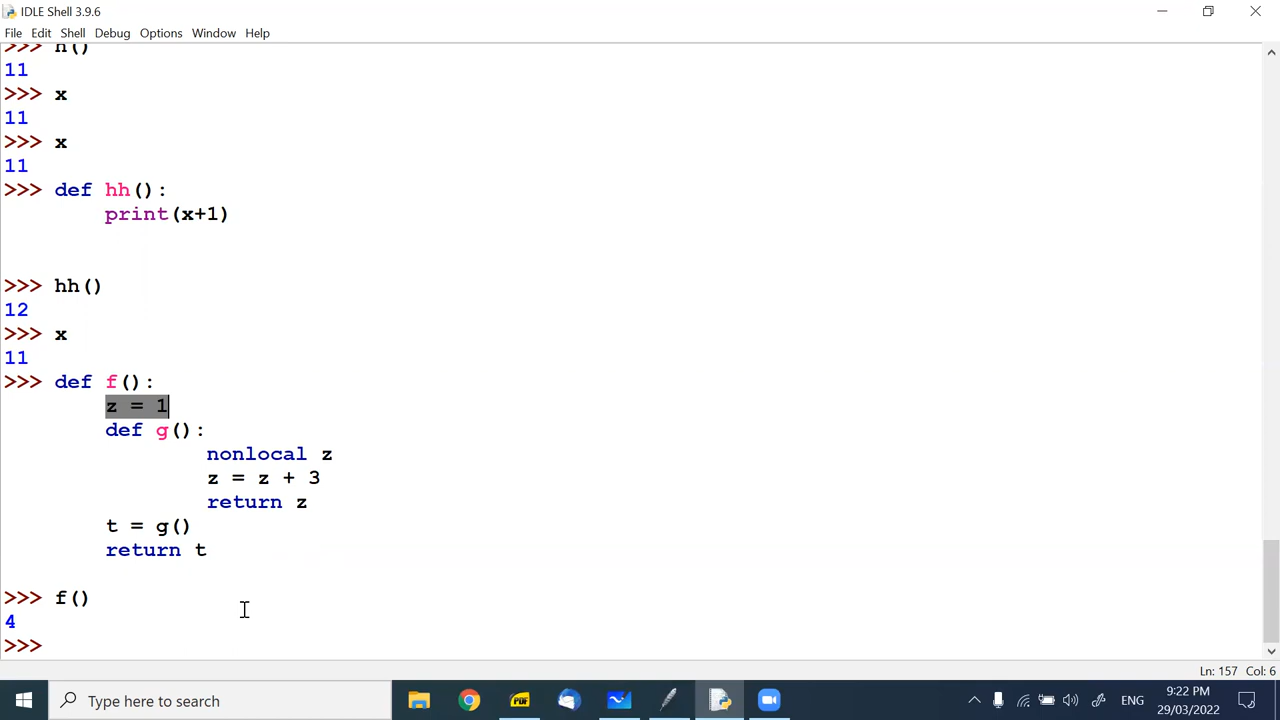 IDLE Shell 3.9.6
File Edit Shell Debug Options Window Help
>>> h()
11
>>> x
11
>>> x
11
>>> def hh():
        print(x+1)
>>> hh()
12
>>> x
11
>>> def f():
        z = 1
        def g():
                nonlocal z
                z = z + 3
                return z
        t = g()
        return t
>>> f()
4
>>>
Ln: 157 Col: 6
Type here to search
PDF
ENG
9:22 PM
29/03/2022